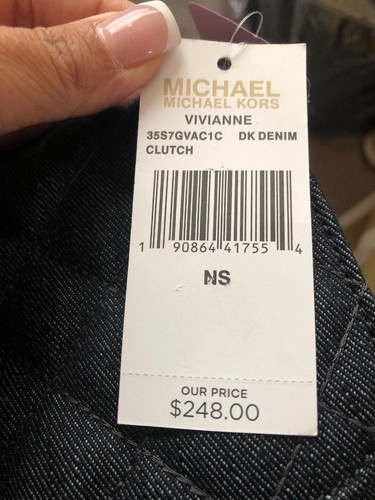 MICHAEL
MICHAEL KORS
VIVIANNE
35S7GVAC1C DK DENIM
CLUTCH
1 90864 41755 4
NS
OUR PRICE
$248.00